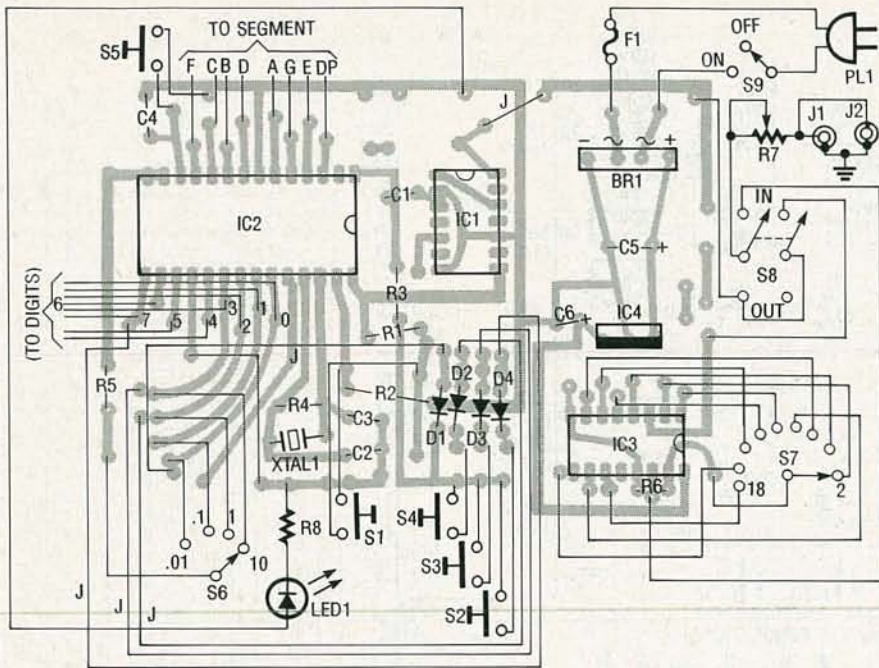 TO SEGMENT
F C B D A G E DP
S5
C4
F1
OFF
ON
S9
PL1
J
J1
J2
R7
- ~ ~ +
BR1
IC2
C1
IC1
IN
S8
OUT
C5 +
R3
IC4
C6 +
(TO DIGITS)
6
7 5 4 3 2 1 0
R1
J
D2
D4
R5
R2
R4
C3
D1
D3
XTAL1
C2
IC3
R6
S7
18
2
R8
S1
S4
S3
S2
.01
.1
1
10
S6
LED1
J
J
J